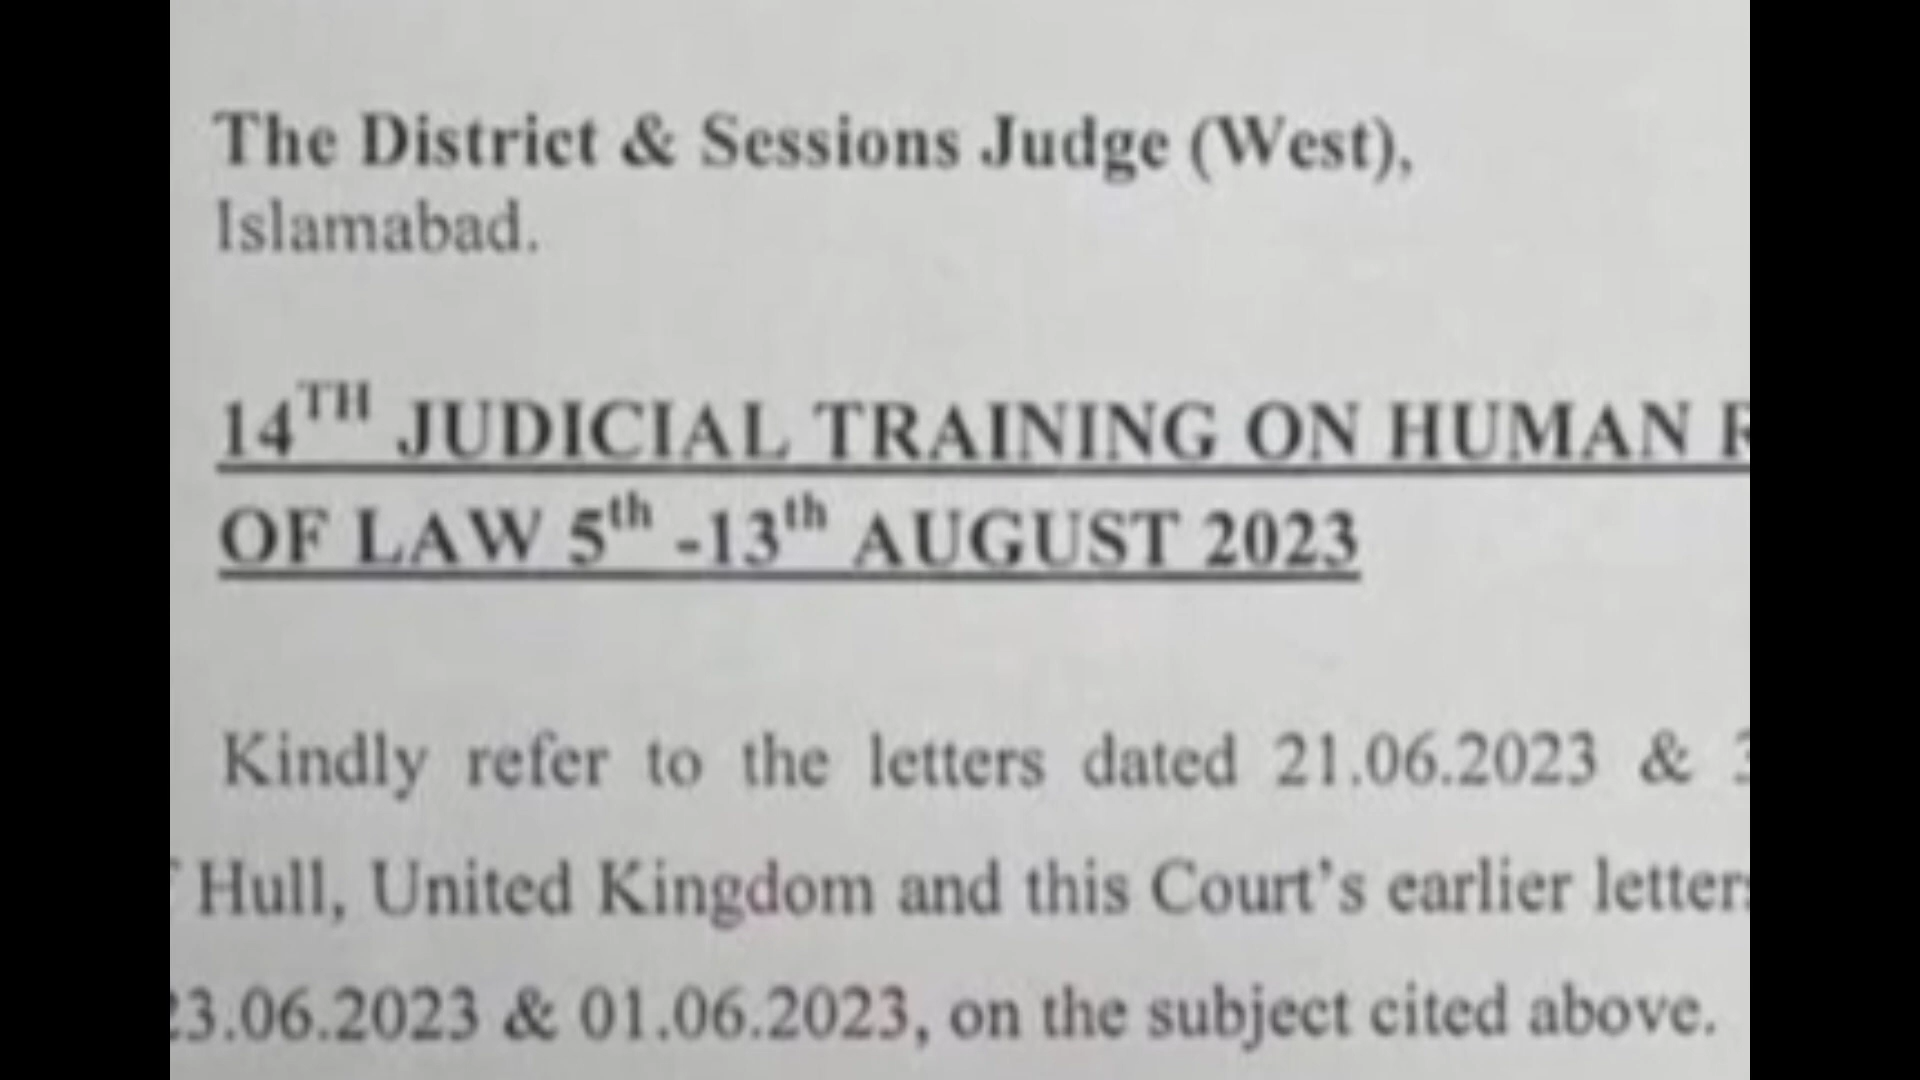 The District & Sessions Judge (West),
Islamabad.
14TH JUDICIAL TRAINING ON HUMAN
OF LAW 5th -13th AUGUST 2023
Kindly refer to the letters dated 21.06.2023 &
Hull, United Kingdom and this Court's earlier letters
23.06.2023 & 01.06.2023, on the subject cited above.